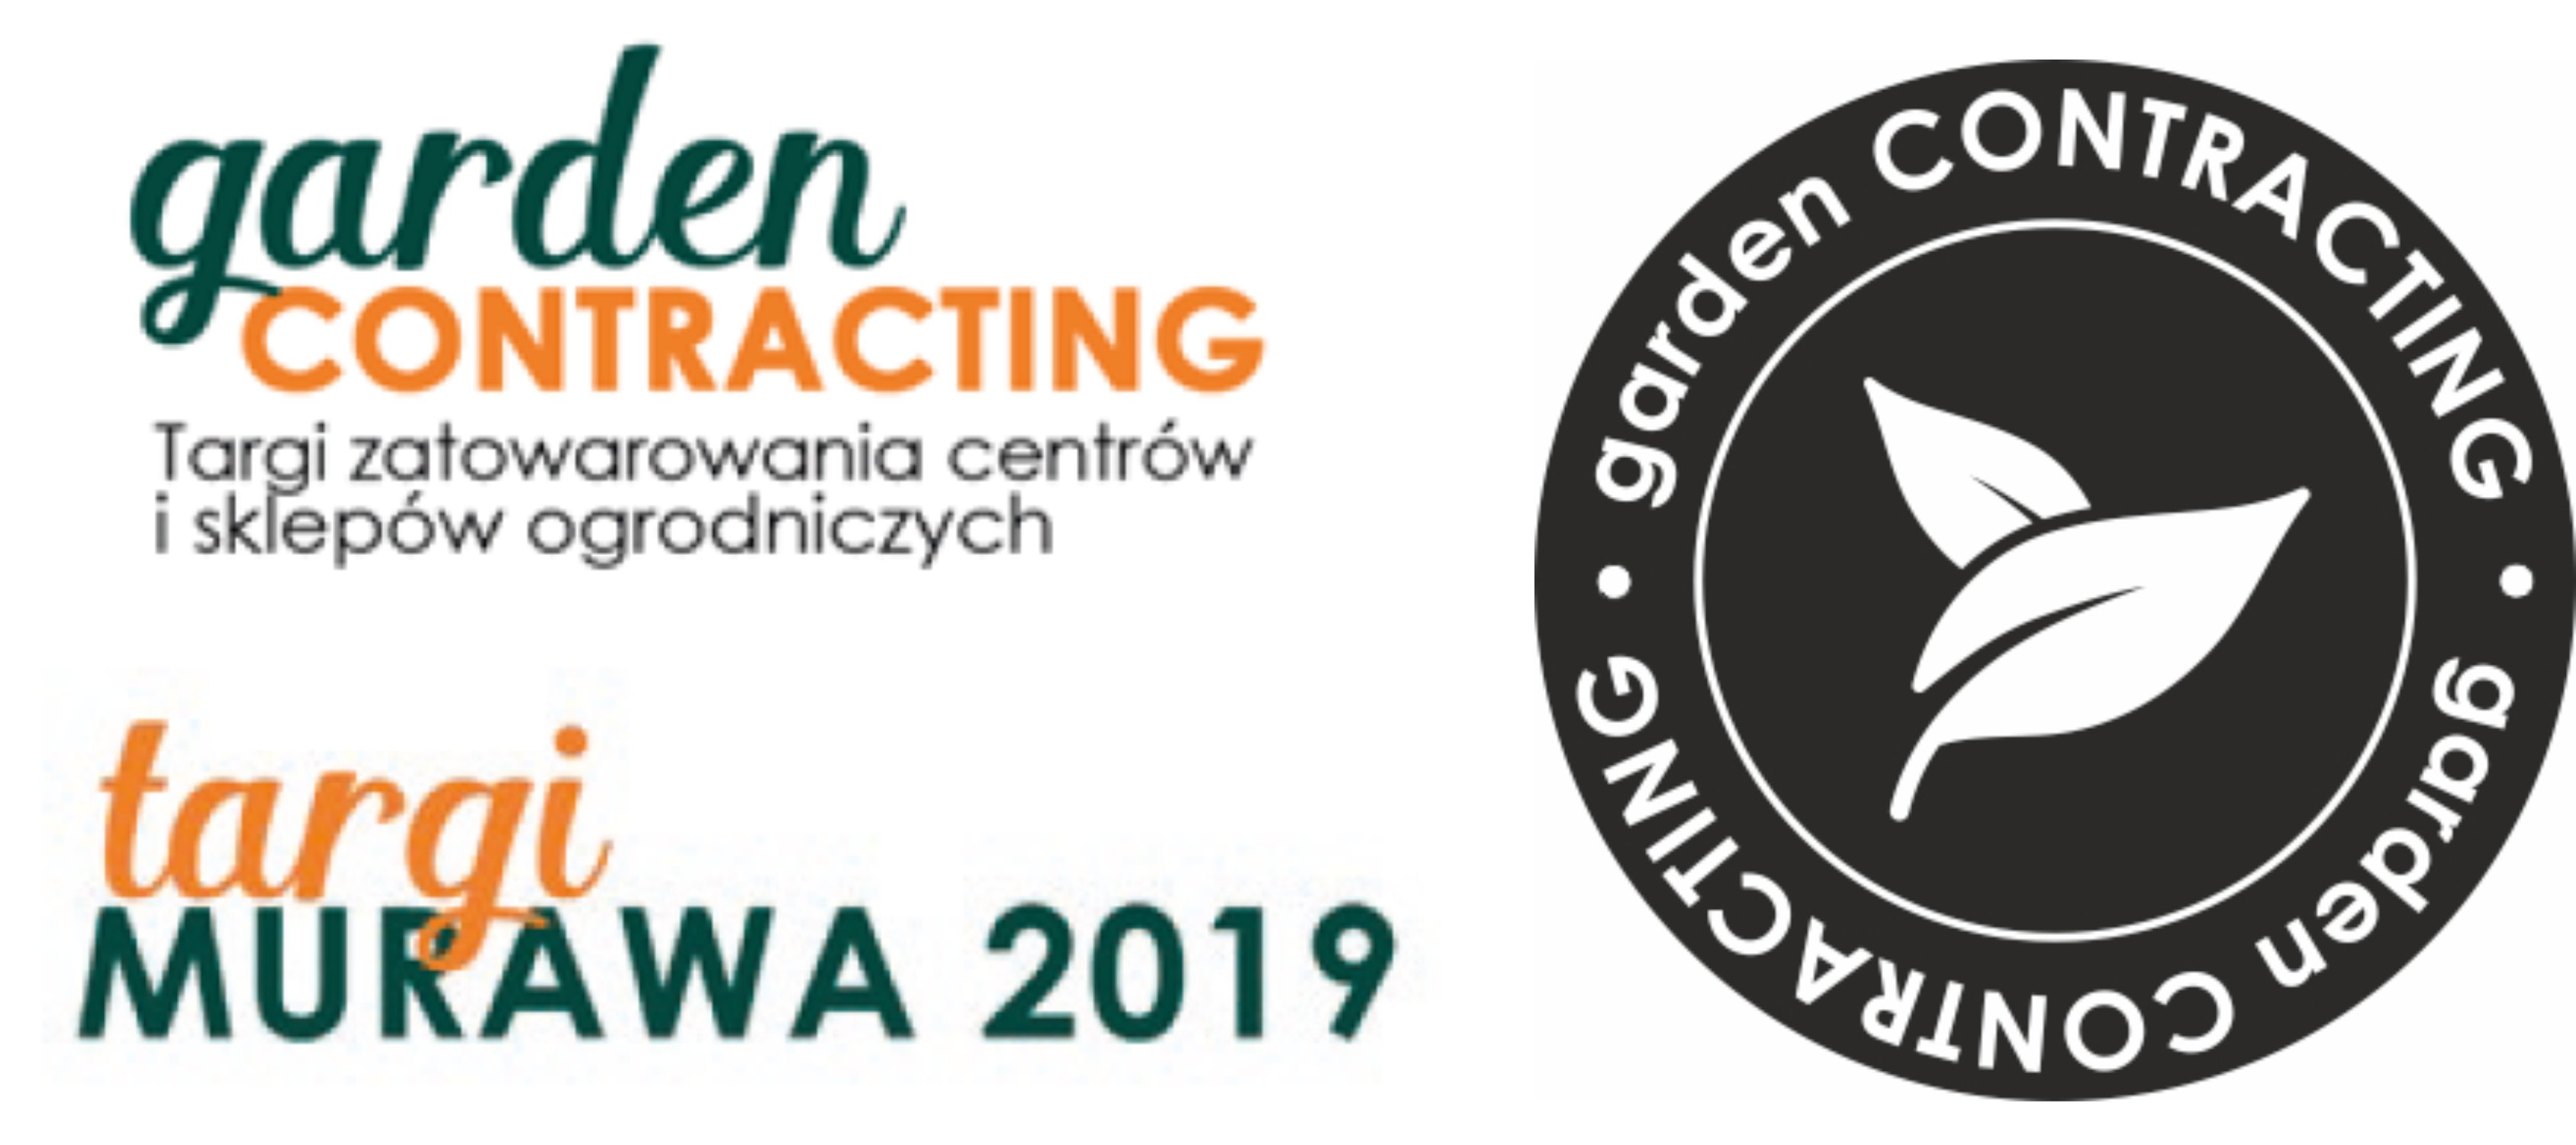 garden
CONTRACTING
Targi zatowarowania centrów
i sklepów ogrodniczych
targi
MURAWA 2019
garden CONTRACTING • garden CONTRACTING •